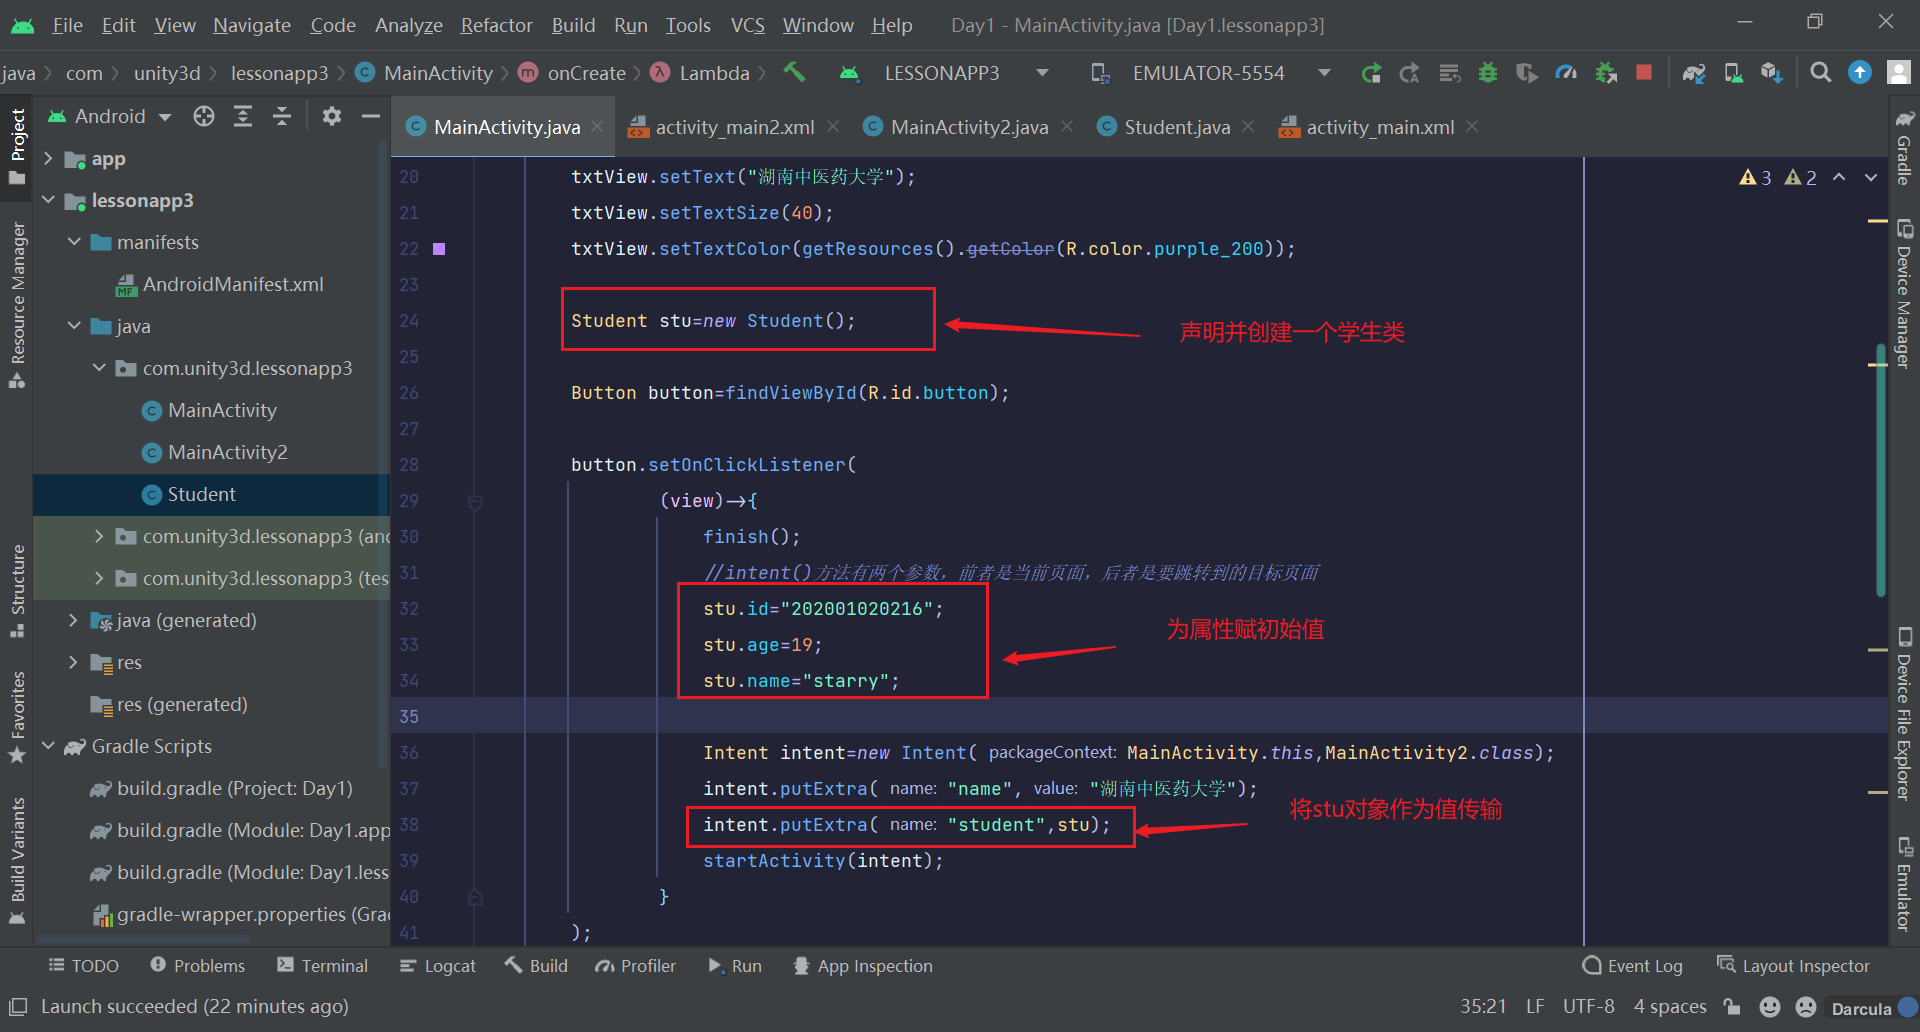 File Edit View Navigate Code Analyze Refactor Build Run Tools VCS Window Help Day1 - MainActivity.java [Day1.lessonapp3]
java com unity3d lessonapp3 MainActivity onCreate Lambda LESSONAPP3 EMULATOR-5554
Project
Resource Manager
Structure
Favorites
Build Variants
Android
app
lessonapp3
manifests
AndroidManifest.xml
java
com.unity3d.lessonapp3
MainActivity
MainActivity2
Student
com.unity3d.lessonapp3 (and
com.unity3d.lessonapp3 (tes
java (generated)
res
res (generated)
Gradle Scripts
build.gradle (Project: Day1)
build.gradle (Module: Day1.app
build.gradle (Module: Day1.less
gradle-wrapper.properties (Gra
MainActivity.java activity_main2.xml MainActivity2.java Student.java activity_main.xml
3 2
20 txtView.setText("湖南中医药大学");
21 txtView.setTextSize(40);
22 txtView.setTextColor(getResources().getColor(R.color.purple_200));
23
24 Student stu=new Student();
声明并创建一个学生类
25
26 Button button=findViewById(R.id.button);
27
28 button.setOnClickListener(
29 (view)->{
30 finish();
31 //intent()方法有两个参数，前者是当前页面，后者是要跳转到的目标页面
32 stu.id="202001020216";
33 stu.age=19;
为属性赋初始值
34 stu.name="starry";
35
36 Intent intent=new Intent( packageContext: MainActivity.this,MainActivity2.class);
37 intent.putExtra( name: "name", value: "湖南中医药大学");
38 intent.putExtra( name: "student",stu);
将stu对象作为值传输
39 startActivity(intent);
40 }
41 );
Gradle
Device Manager
Device File Explorer
Emulator
TODO Problems Terminal Logcat Build Profiler Run App Inspection Event Log Layout Inspector
Launch succeeded (22 minutes ago) 35:21 LF UTF-8 4 spaces Darcula